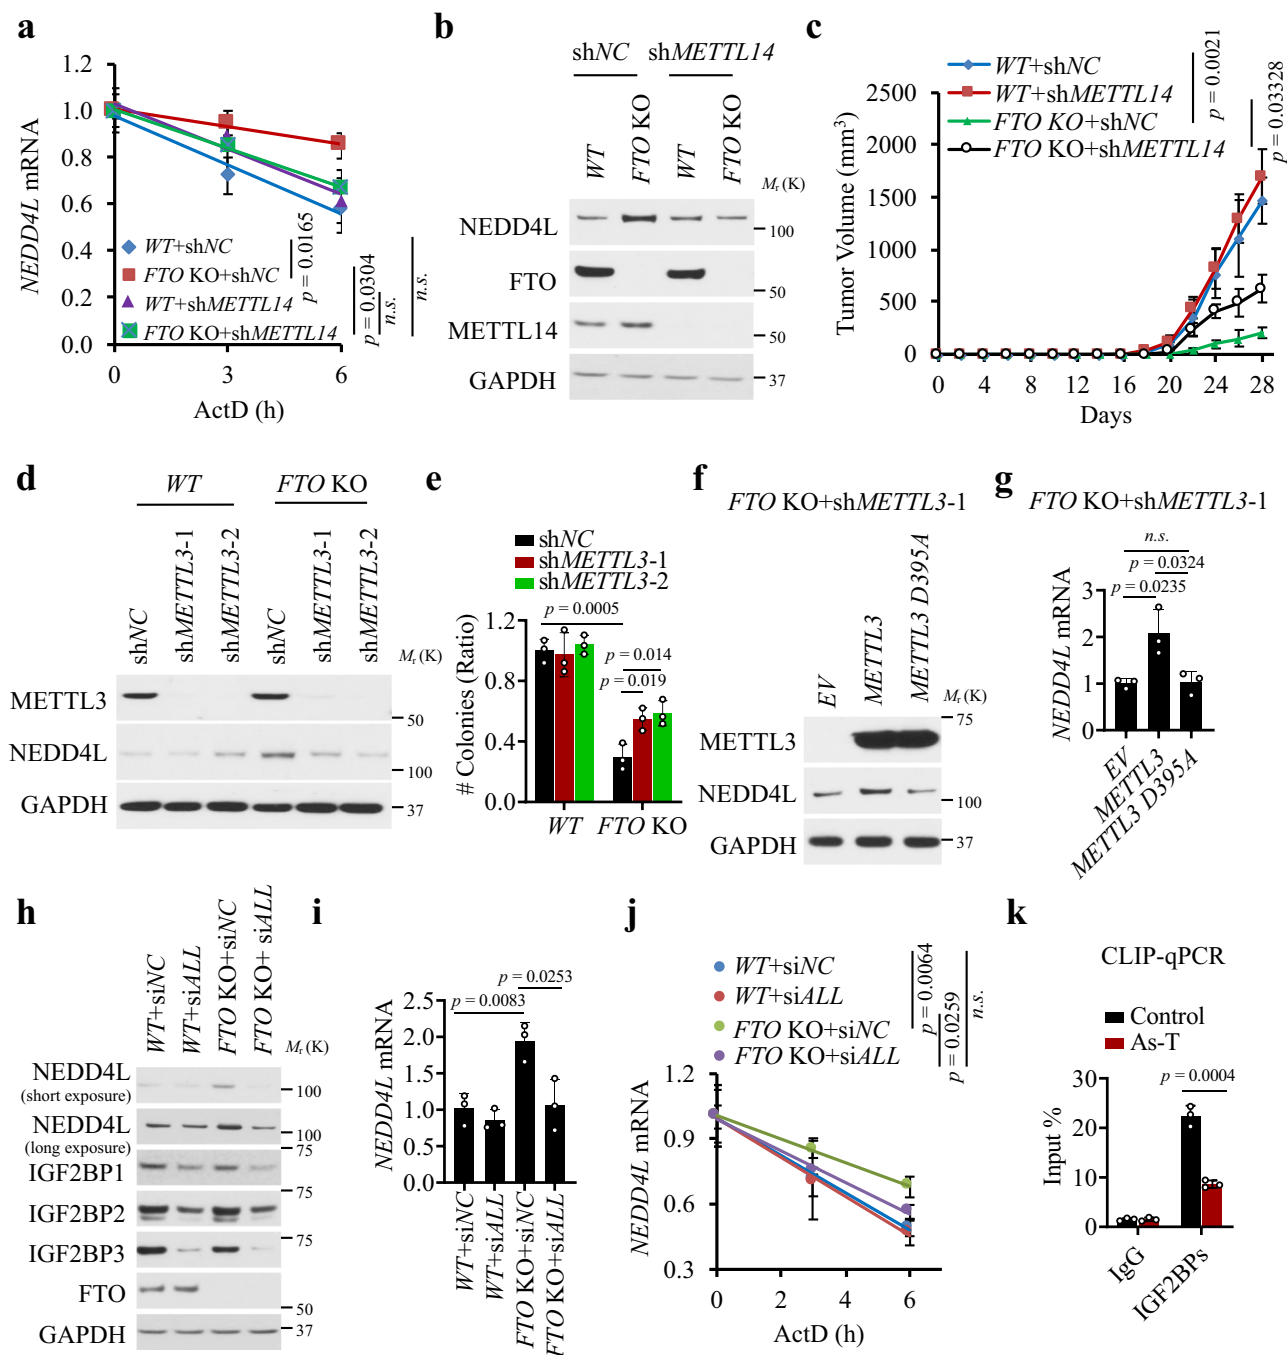 a
1.2
1.0
0.8
0.6
0.4
0.2
0.0
NEDD4L mRNA
WT+shNC
FTO KO+shNC
WT+shMETTL14
FTO KO+shMETTL14
p = 0.0165
p = 0.0304
n.s.
n.s.
0 3 6
ActD (h)
b
shNC shMETTL14
WT FTO KO WT FTO KO
Mr (K)
NEDD4L
100
FTO
50
METTL14
50
GAPDH
37
c
WT+shNC
WT+shMETTL14
FTO KO+shNC
FTO KO+shMETTL14
p = 0.0021
p = 0.03328
2500
2000
1500
1000
500
0
Tumor Volume (mm³)
0 4 8 12 16 20 24 28
Days
d
WT FTO KO
shNC shMETTL3-1 shMETTL3-2 shNC shMETTL3-1 shMETTL3-2
Mr (K)
METTL3
50
NEDD4L
100
GAPDH
37
e
shNC
shMETTL3-1
shMETTL3-2
p = 0.0005
p = 0.014
p = 0.019
1.2
0.8
0.4
0.0
# Colonies (Ratio)
WT FTO KO
f
FTO KO+shMETTL3-1
EV METTL3 METTL3 D395A
Mr (K)
75
METTL3
NEDD4L
100
GAPDH
37
g
FTO KO+shMETTL3-1
n.s.
p = 0.0324
p = 0.0235
3
2
1
0
NEDD4L mRNA
EV
METTL3
METTL3 D395A
h
WT+siNC WT+siALL FTO KO+siNC FTO KO+ siALL
Mr (K)
NEDD4L
(short exposure)
100
NEDD4L
(long exposure)
100
75
IGF2BP1
75
IGF2BP2
75
IGF2BP3
FTO
50
GAPDH
37
i
p = 0.0253
p = 0.0083
2.5
2.0
1.5
1.0
0.5
0.0
NEDD4L mRNA
WT+siNC
WT+siALL
FTO KO+siNC
FTO KO+siALL
j
WT+siNC
WT+siALL
FTO KO+siNC
FTO KO+siALL
p = 0.0064
p = 0.0259
n.s.
1.2
0.9
0.6
0.3
NEDD4L mRNA
0 2 4 6
ActD (h)
k
CLIP-qPCR
Control
As-T
p = 0.0004
30
20
10
0
Input %
IgG
IGF2BPs